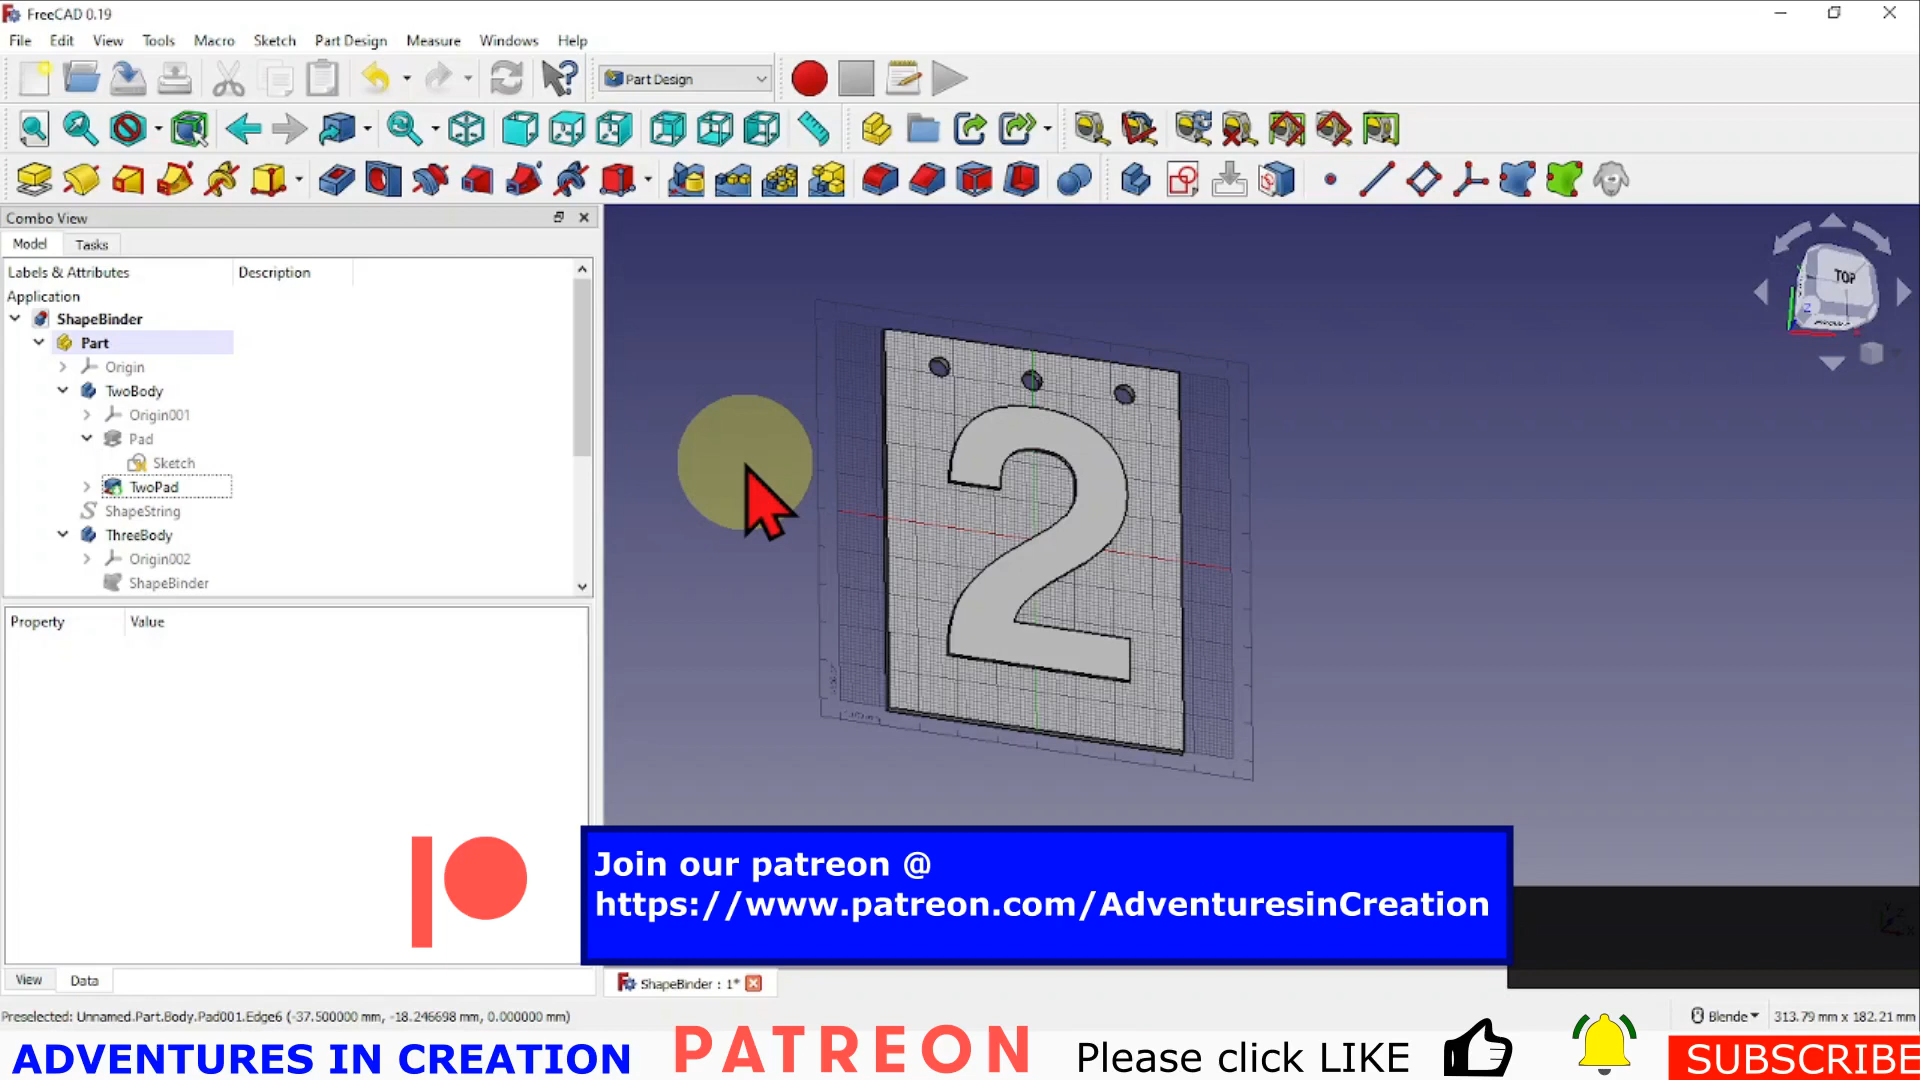 FreeCAD 0.19
File Edit View Tools Macro Sketch Part Design Measure Windows Help
Part Design
Combo View
Model Tasks
Labels & Attributes Description
Application
ShapeBinder
Part
Origin
TwoBody
Origin001
Pad
Sketch
TwoPad
ShapeString
ThreeBody
Origin002
ShapeBinder
Property Value
TOP
2
Join our patreon @
https://www.patreon.com/AdventuresinCreation
View Data
ShapeBinder : 1*
Preselected: Unnamed.Part.Body.Pad001.Edge6 (-37.500000 mm, -18.246698 mm, 0.000000 mm)
Blende 313.79 mm x 182.21 mm
ADVENTURES IN CREATION PATREON Please click LIKE SUBSCRIBE